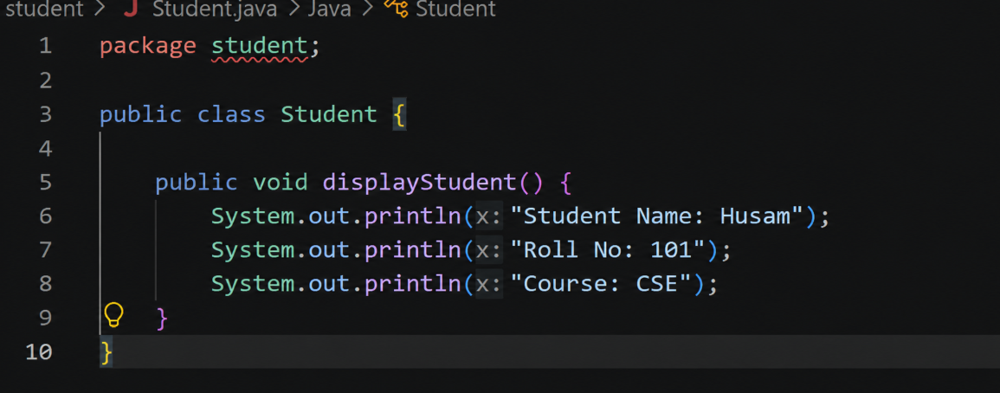 student > Student.java > Java > Student
1 package student;
2
3 public class Student {
4
5     public void displayStudent() {
6         System.out.println(x: "Student Name: Husam");
7         System.out.println(x: "Roll No: 101");
8         System.out.println(x: "Course: CSE");
9     }
10 }